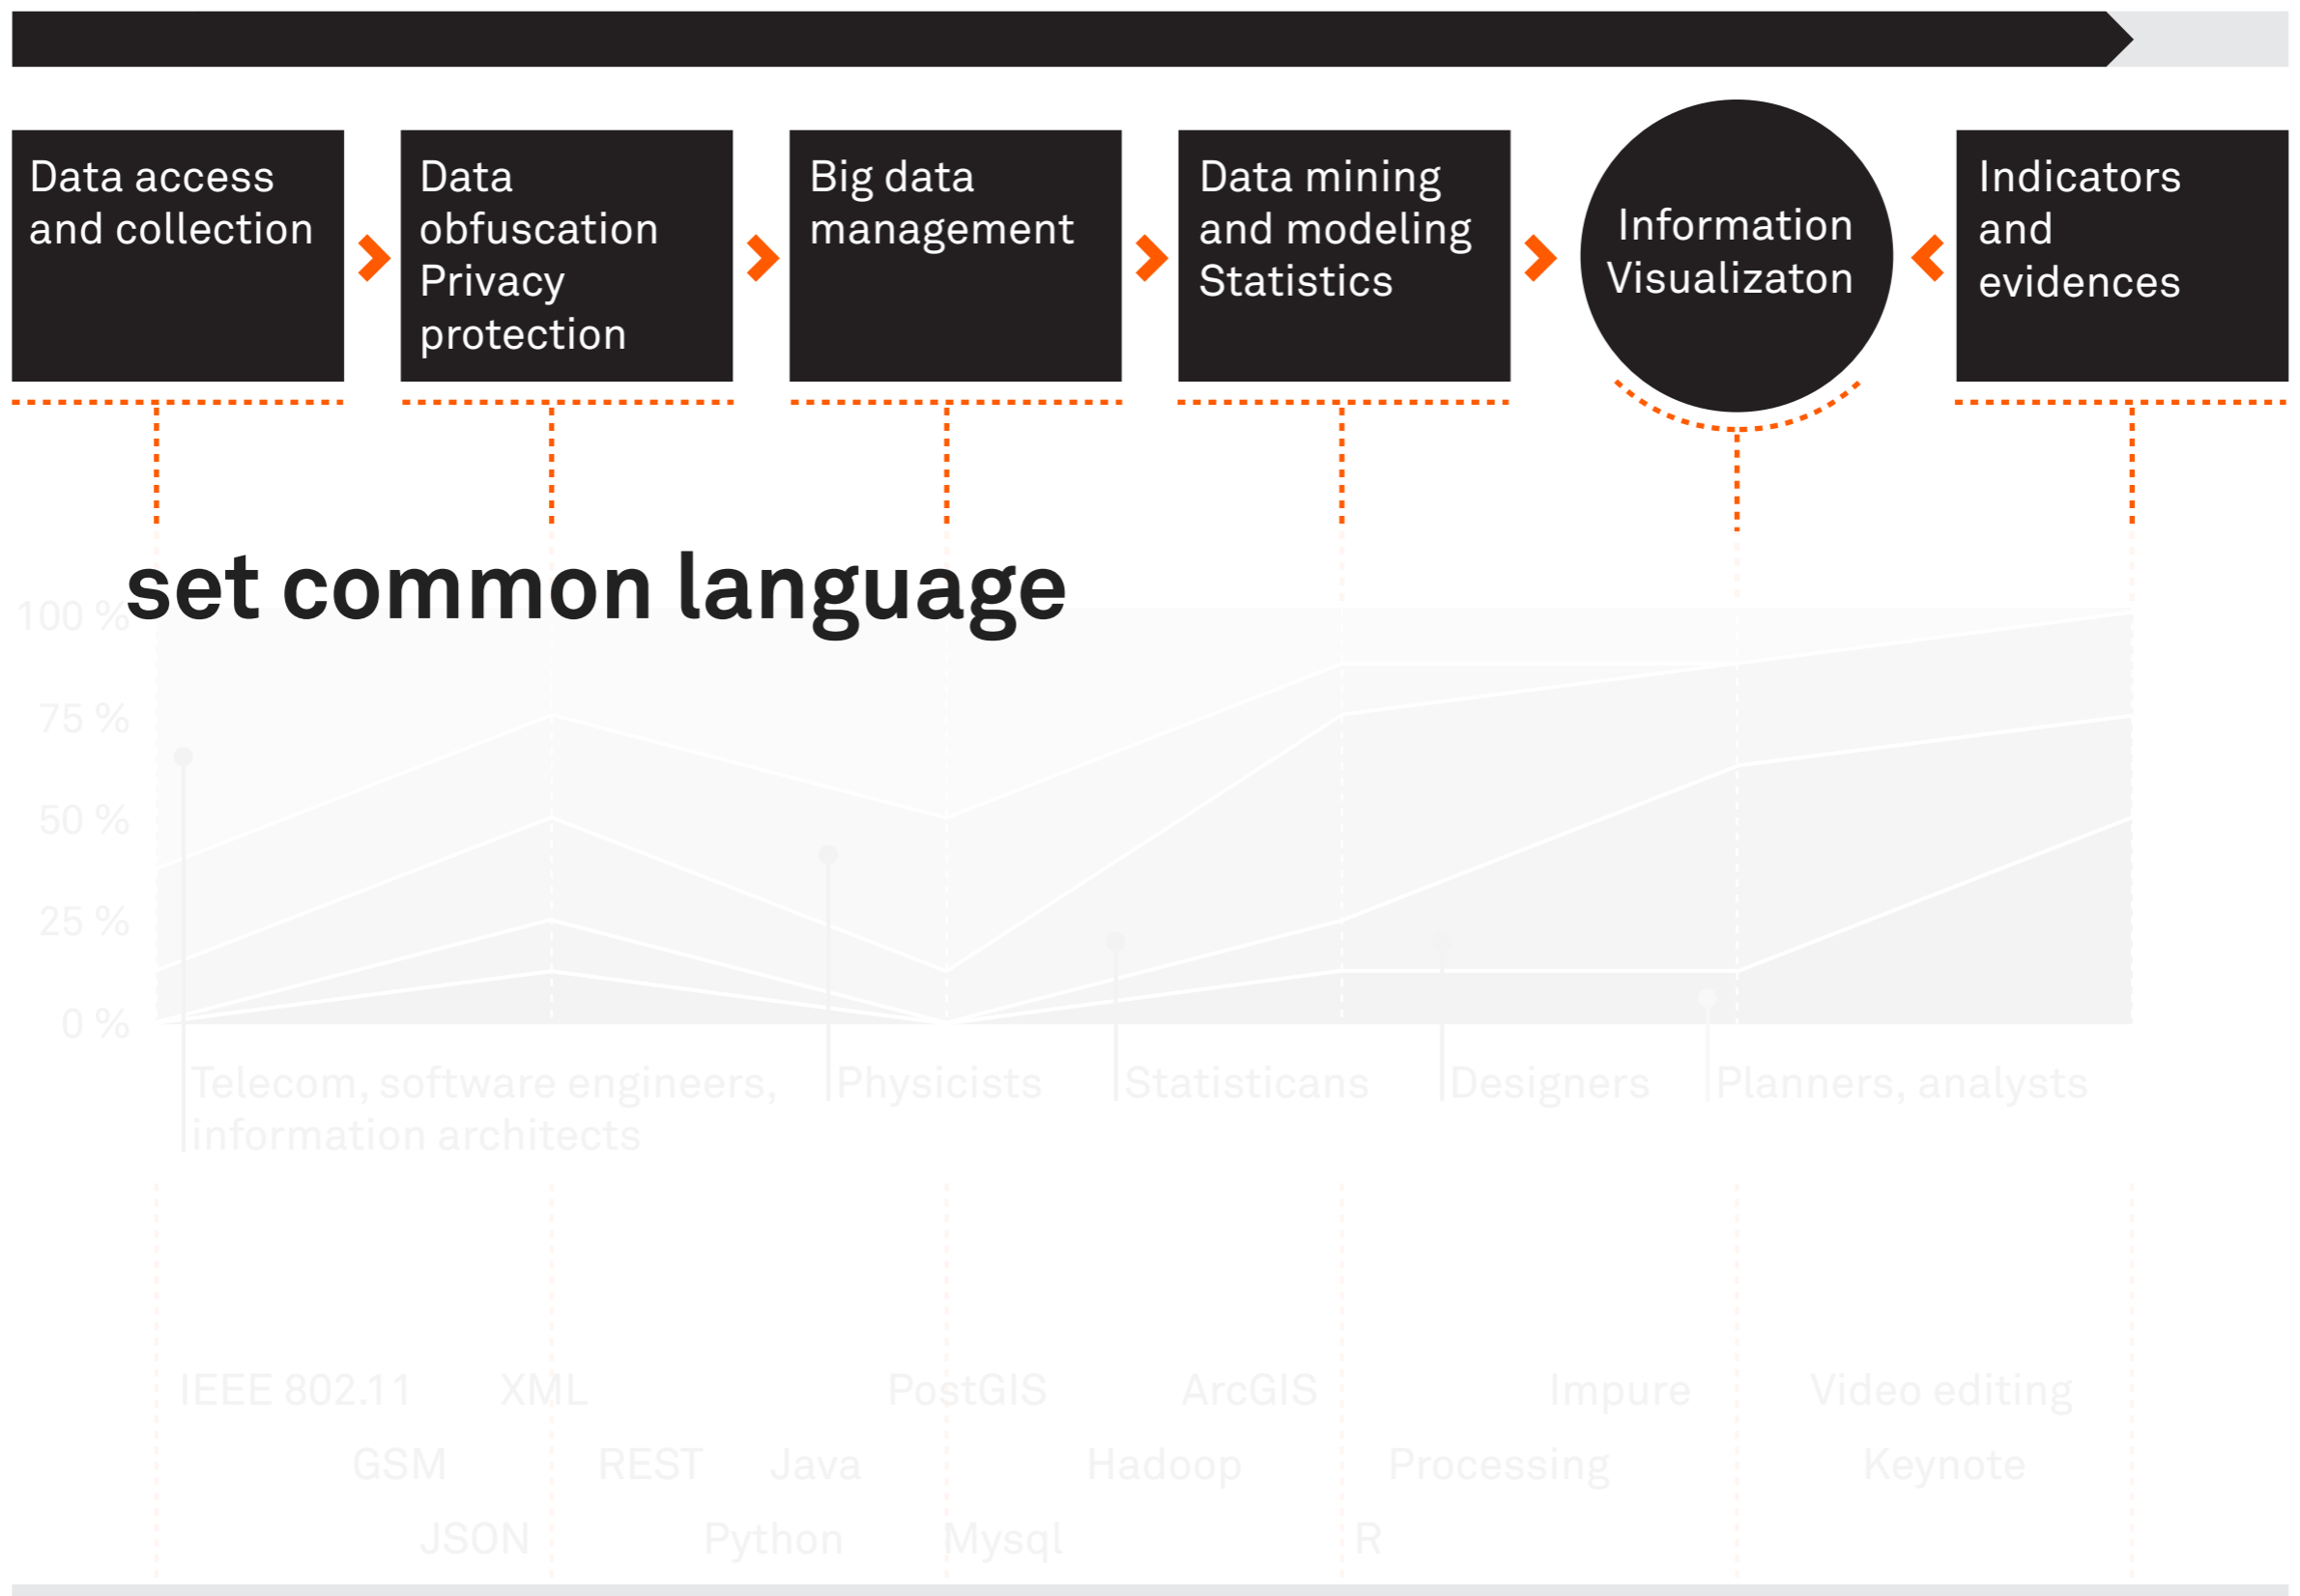 Data access
and collection
Data
obfuscation
Privacy
protection
Big data
management
Data mining
and modeling
Statistics
Information
Visualizaton
Indicators
and
evidences
set common language
100 %
75 %
50 %
25 %
0 %
Telecom, software engineers,
information architects
Physicists
Statisticans
Designers
Planners, analysts
IEEE 802.11
XML
PostGIS
ArcGIS
Impure
Video editing
GSM
REST
Java
Hadoop
Processing
Keynote
JSON
Python
Mysql
R